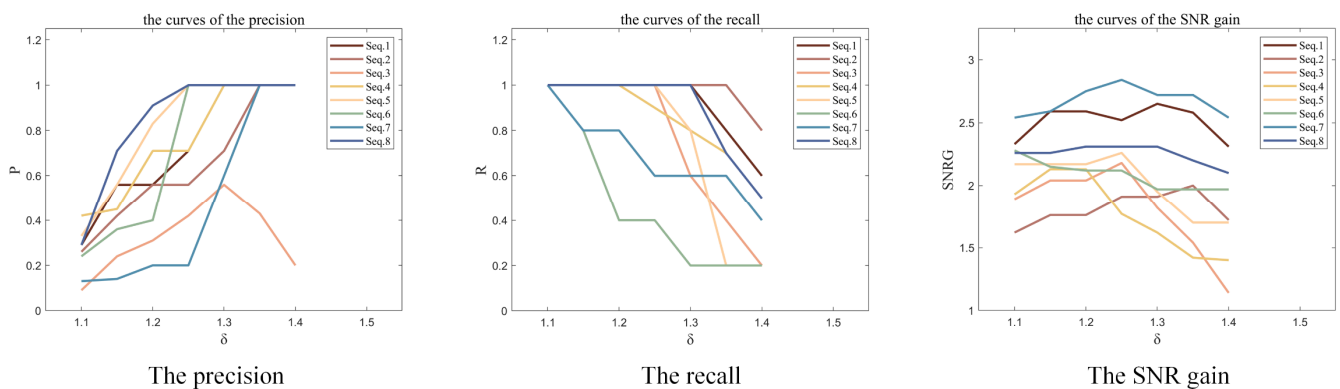 the curves of the precision
1.2
1
0.8
0.6
0.4
0.2
0
P
1.1
1.2
1.3
1.4
1.5
δ
Seq.1
Seq.2
Seq.3
Seq.4
Seq.5
Seq.6
Seq.7
Seq.8
The precision
the curves of the recall
1.2
1
0.8
0.6
0.4
0.2
0
R
1.1
1.2
1.3
1.4
1.5
δ
Seq.1
Seq.2
Seq.3
Seq.4
Seq.5
Seq.6
Seq.7
Seq.8
The recall
the curves of the SNR gain
3
2.5
2
1.5
1
SNRG
1.1
1.2
1.3
1.4
1.5
δ
Seq.1
Seq.2
Seq.3
Seq.4
Seq.5
Seq.6
Seq.7
Seq.8
The SNR gain